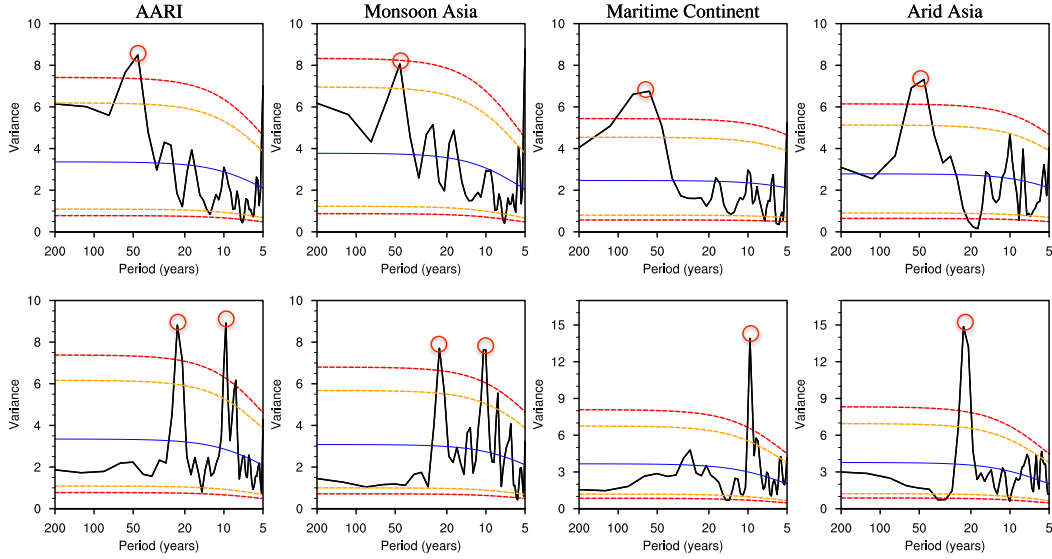 AARI Monsoon Asia Maritime Continent Arid Asia
10 10 10 10
8 8 8 8
6 6 6 6
4 4 4 4
2 2 2 2
0 0 0 0
Variance Variance Variance Variance
200 100 50 20 10 5 200 100 50 20 10 5 200 100 50 20 10 5 200 100 50 20 10 5
Period (years) Period (years) Period (years) Period (years)
10 10
15 15
8 8
12 12
6 6
9 9
4 4
6 6
2 2
3 3
0 0 0 0
Variance Variance Variance Variance
200 100 50 20 10 5 200 100 50 20 10 5 200 100 50 20 10 5 200 100 50 20 10 5
Period (years) Period (years) Period (years) Period (years)